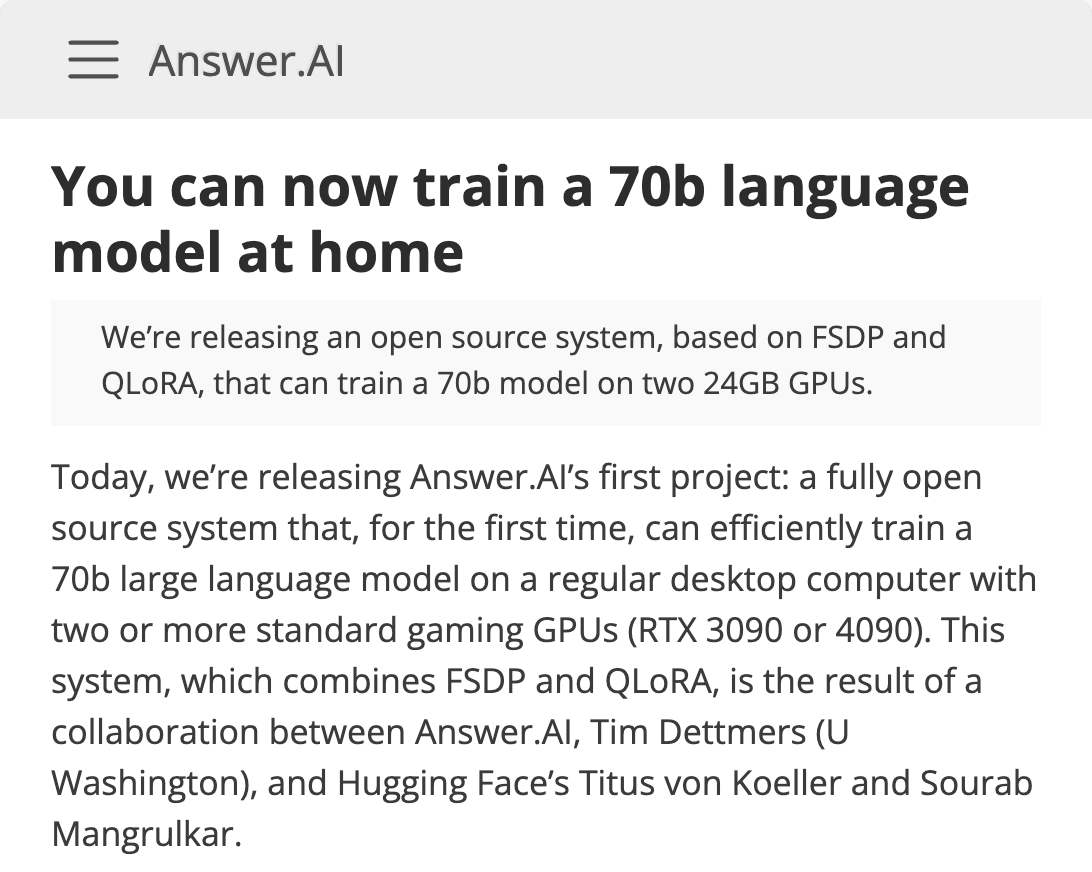 Answer.AI
You can now train a 70b language
model at home
We’re releasing an open source system, based on FSDP and
QLoRA, that can train a 70b model on two 24GB GPUs.
Today, we’re releasing Answer.AI’s first project: a fully open
source system that, for the first time, can efficiently train a
70b large language model on a regular desktop computer with
two or more standard gaming GPUs (RTX 3090 or 4090). This
system, which combines FSDP and QLoRA, is the result of a
collaboration between Answer.AI, Tim Dettmers (U
Washington), and Hugging Face’s Titus von Koeller and Sourab
Mangrulkar.